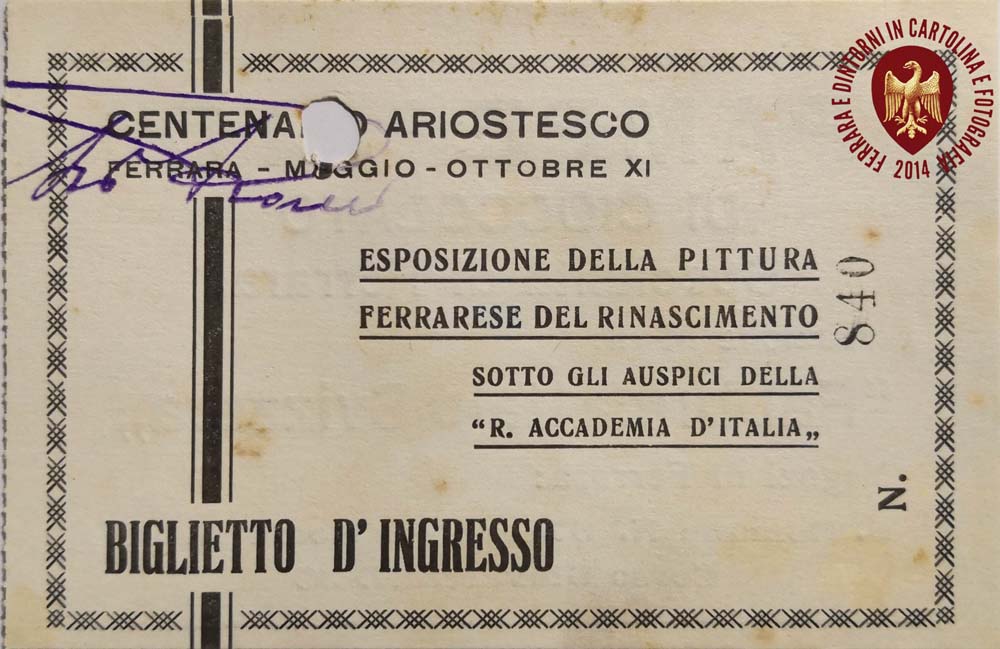 CENTENARIO ARIOSTESCO
FERRARA - MAGGIO - OTTOBRE XI
ESPOSIZIONE DELLA PITTURA
FERRARESE DEL RINASCIMENTO
SOTTO GLI AUSPICI DELLA
“R. ACCADEMIA D'ITALIA„
N. 840
BIGLIETTO D'INGRESSO
FERRARA E DINTORNI IN CARTOLINA E FOTOGRAFIA
2014